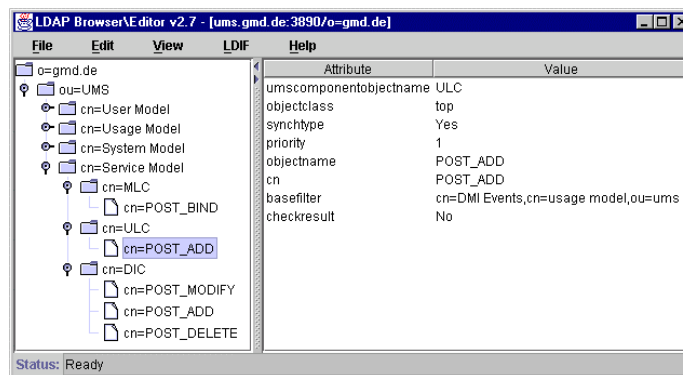 LDAP Browser\Editor v2.7 - [ums.gmd.de:3890/o=gmd.de]
File Edit View LDIF Help
o=gmd.de
ou=UMS
cn=User Model
cn=Usage Model
cn=System Model
cn=Service Model
cn=MLC
cn=POST_BIND
cn=ULC
cn=POST_ADD
cn=DIC
cn=POST_MODIFY
cn=POST_ADD
cn=POST_DELETE
Attribute Value
umscomponentobjectname ULC
objectclass top
synchtype Yes
priority 1
objectname POST_ADD
cn POST_ADD
basefilter cn=DMI Events,cn=usage model,ou=ums
checkresult No
Status: Ready